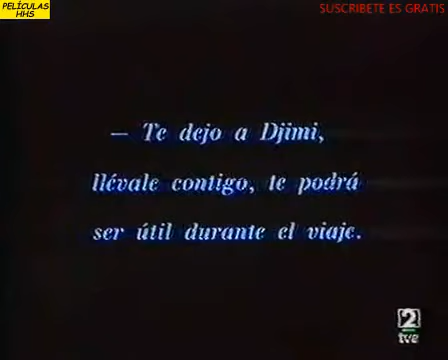 PELÍCULAS
HHS
SUSCRIBETE ES GRATIS
— Te dejo a Djimi,
llévale contigo, te podrá
ser útil durante el viaje.
2
tve